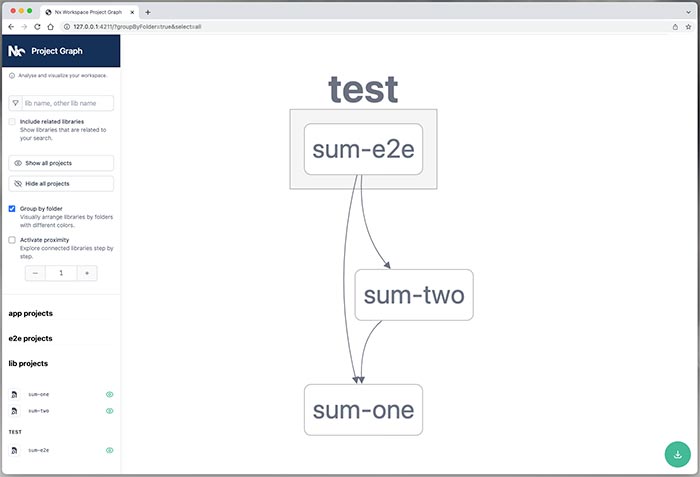 Nx Workspace Project Graph
127.0.0.1:4211/?groupByFolder=true&select=all
Nx
Project Graph
Analyse and visualize your workspace.
lib name, other lib name
Include related libraries
Show libraries that are related to
your search.
Show all projects
Hide all projects
Group by folder
Visually arrange libraries by folders
with different colors.
Activate proximity
Explore connected libraries step by
step.
1
app projects
e2e projects
lib projects
sum-one
sum-two
TEST
sum-e2e
test
sum-e2e
sum-two
sum-one